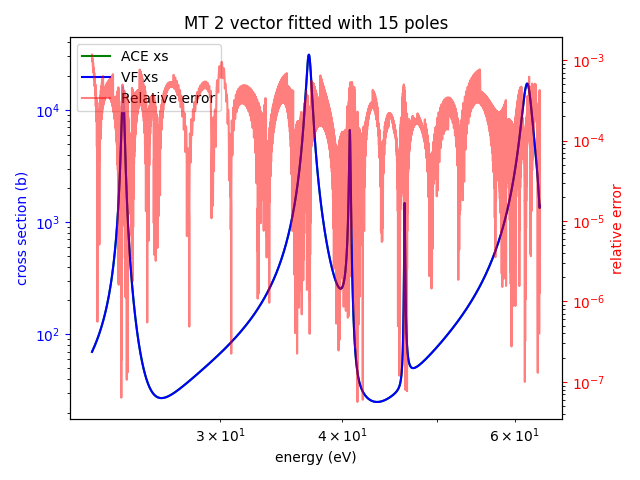 MT 2 vector fitted with 15 poles
ACE xs
VF xs
Relative error
10⁴
10³
10²
cross section (b)
10⁻³
10⁻⁴
10⁻⁵
10⁻⁶
10⁻⁷
relative error
3 × 10¹
4 × 10¹
6 × 10¹
energy (eV)